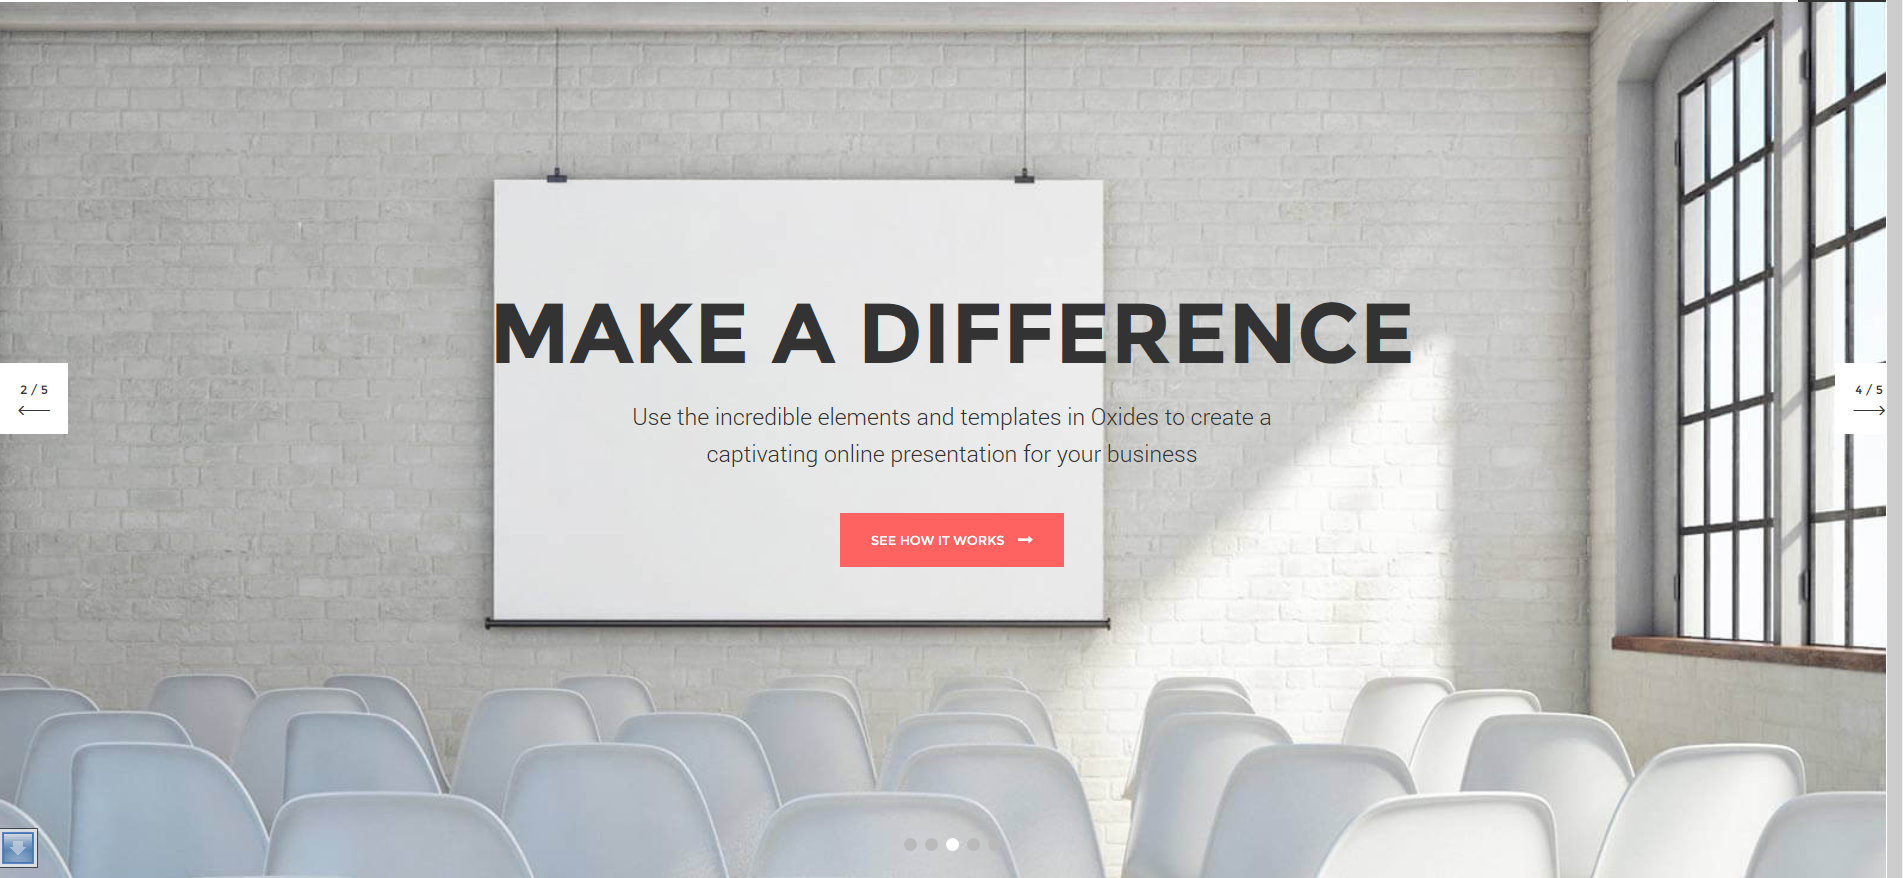 MAKE A DIFFERENCE
2 / 5
4 / 5
Use the incredible elements and templates in Oxides to create a
captivating online presentation for your business
SEE HOW IT WORKS